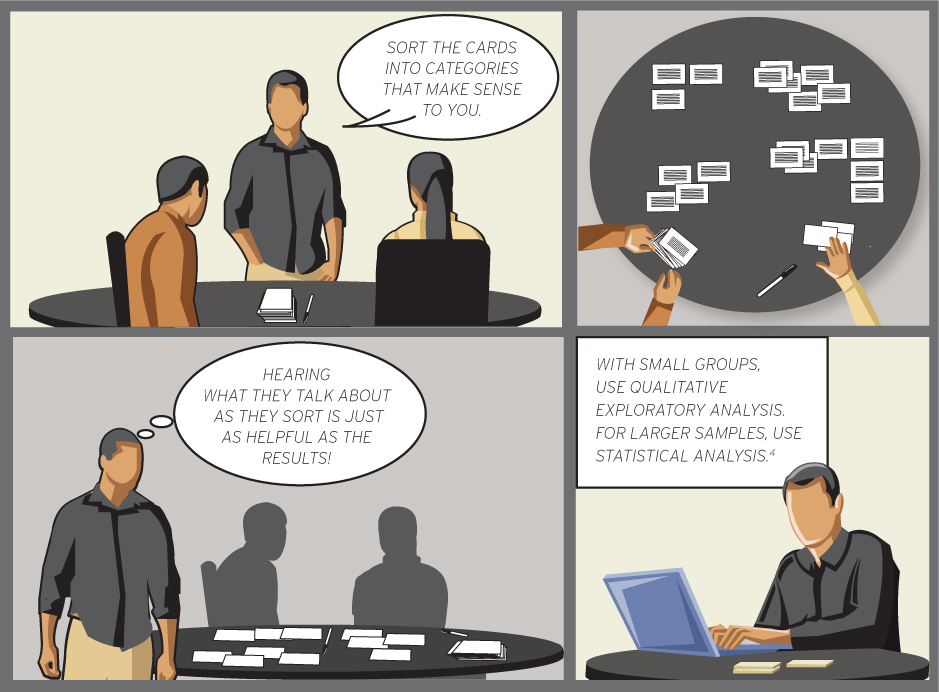 SORT THE CARDS
INTO CATEGORIES
THAT MAKE SENSE
TO YOU.
HEARING
WHAT THEY TALK ABOUT
AS THEY SORT IS JUST
AS HELPFUL AS THE
RESULTS!
WITH SMALL GROUPS,
USE QUALITATIVE
EXPLORATORY ANALYSIS.
FOR LARGER SAMPLES, USE
STATISTICAL ANALYSIS.⁴